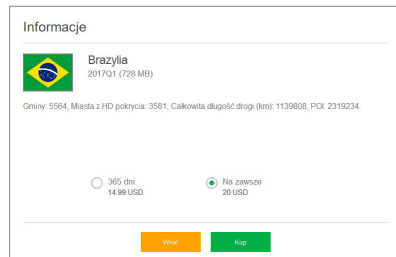 Informacje
Brazylia
2017Q1 (728 MB)
Gminy: 5564, Miasta z HD pokrycia: 3581, Całkowita długość drogi (km): 1139808, POI: 2319234.
365 dni
14.99 USD
Na zawsze
20 USD
Wróć
Kup